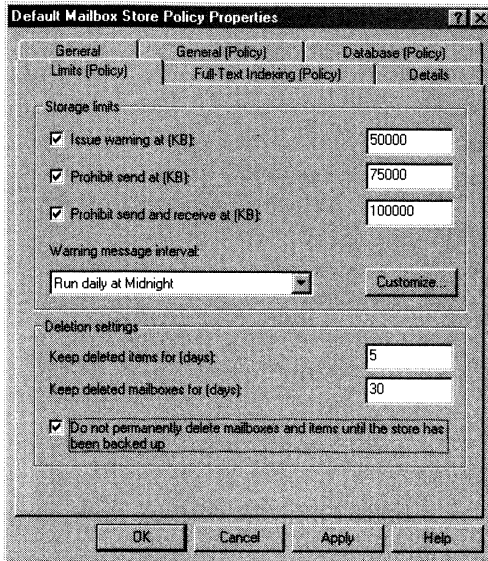 Default Mailbox Store Policy Properties
General
General (Policy)
Database (Policy)
Limits (Policy)
Full-Text Indexing (Policy)
Details
Storage limits
Issue warning at (KB):
50000
Prohibit send at (KB):
75000
Prohibit send and receive at (KB):
100000
Warning message interval:
Run daily at Midnight
Customize...
Deletion settings
Keep deleted items for (days):
5
Keep deleted mailboxes for (days):
30
Do not permanently delete mailboxes and items until the store has
been backed up
OK
Cancel
Apply
Help